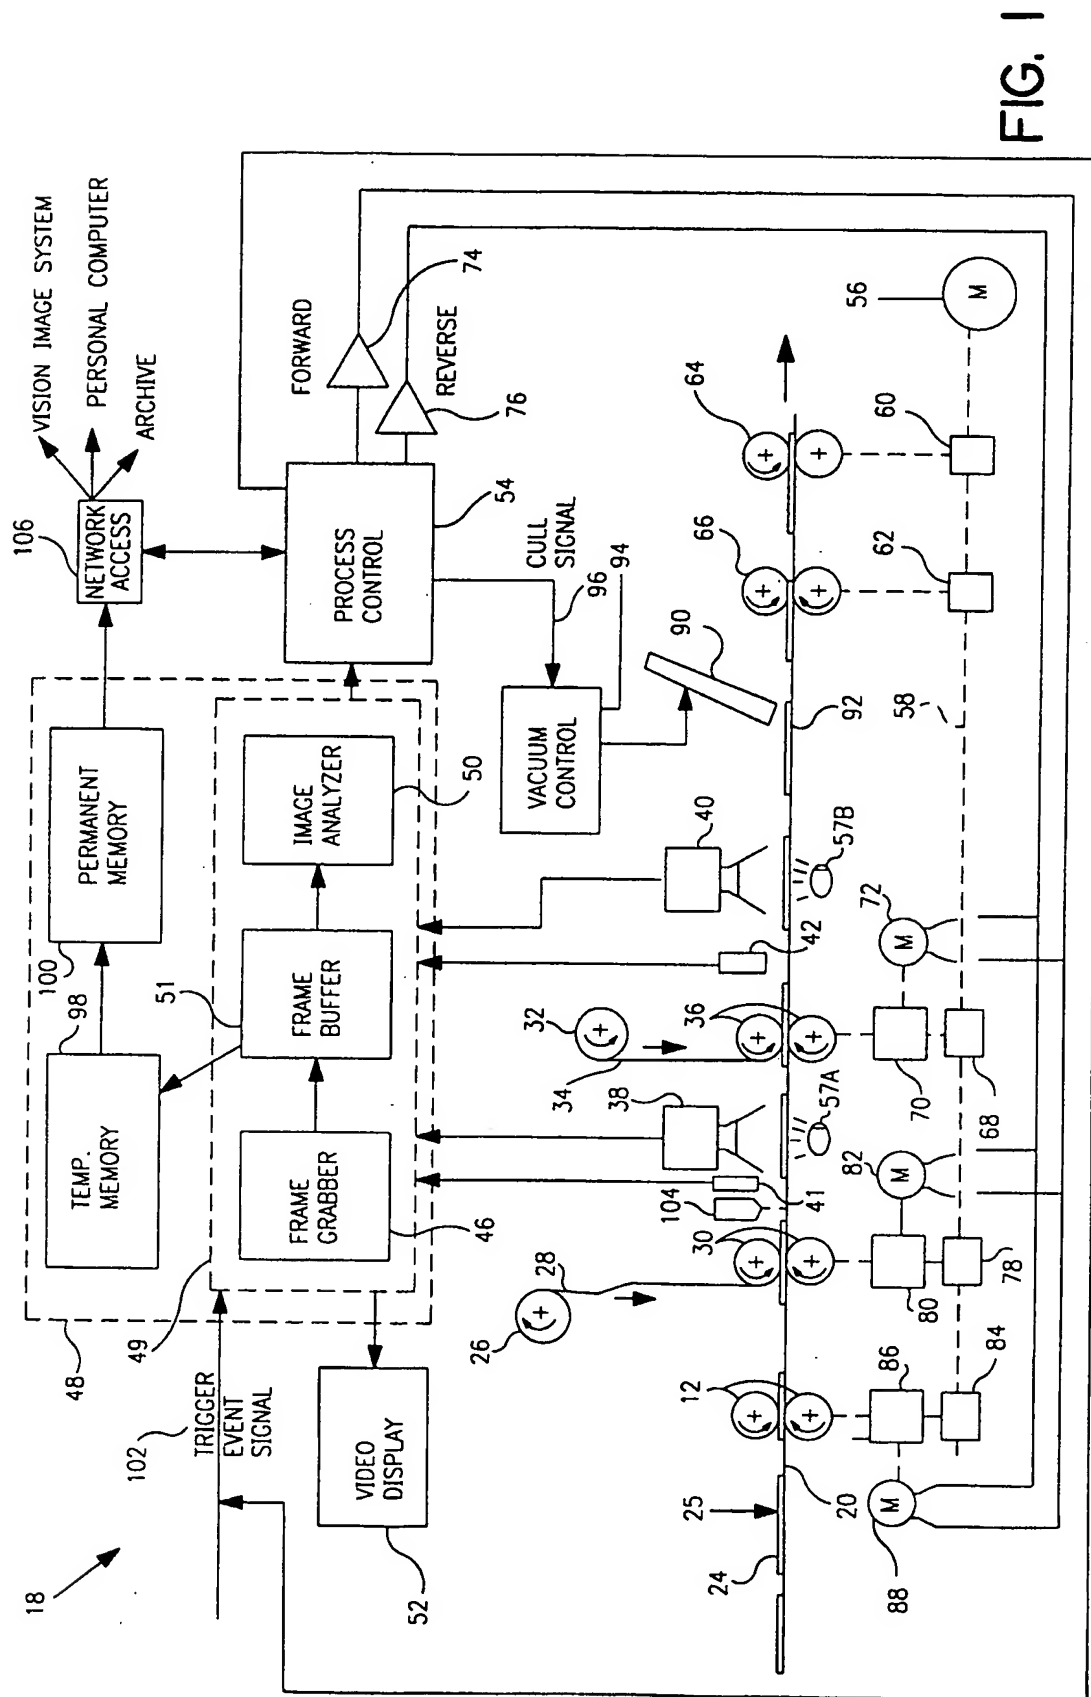 FIG. 1
18
48
49
102
TRIGGER
EVENT
SIGNAL
98
TEMP.
MEMORY
100
PERMANENT
MEMORY
106
NETWORK
ACCESS
VISION IMAGE SYSTEM
PERSONAL COMPUTER
ARCHIVE
FRAME
GRABBER
46
51
FRAME
BUFFER
IMAGE
ANALYZER
50
PROCESS
CONTROL
54
FORWARD
74
REVERSE
76
VIDEO
DISPLAY
52
VACUUM
CONTROL
CULL
SIGNAL
96
94
26
28
32
34
38
40
90
66
64
104
41
42
25
12
30
36
24
20
57A
57B
92
58
56
M
88
M
86
84
82
M
80
78
72
M
70
68
62
60